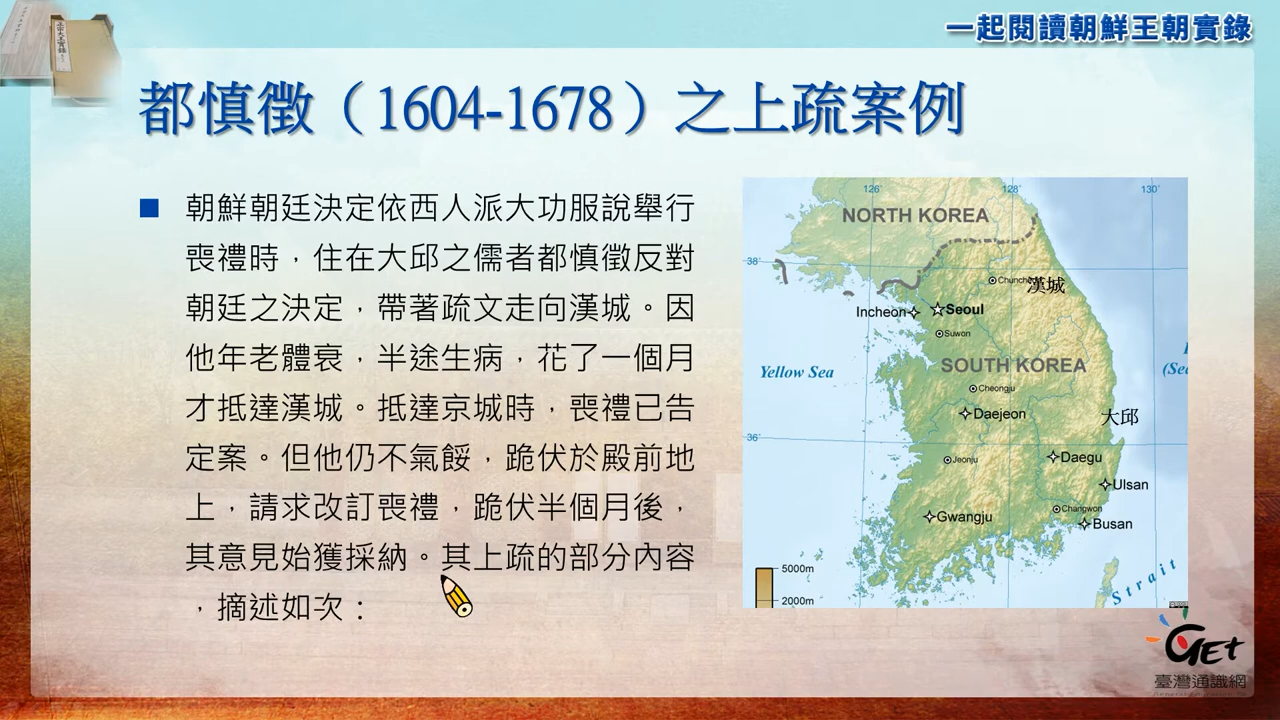 一起閱讀朝鮮王朝實錄
都慎徵（1604-1678）之上疏案例
■ 朝鮮朝廷決定依西人派大功服說舉行
喪禮時，住在大邱之儒者都慎徵反對
朝廷之決定，帶著疏文走向漢城。因
他年老體衰，半途生病，花了一個月
才抵達漢城。抵達京城時，喪禮已告
定案。但他仍不氣餒，跪伏於殿前地
上，請求改訂喪禮，跪伏半個月後，
其意見始獲採納。其上疏的部分內容
，摘述如次：
126°
128°
130°
NORTH KOREA
38°
漢城
Incheon
Seoul
Suwon
SOUTH KOREA
Yellow Sea
(Sea
Cheongju
Daejeon
大邱
36°
Jeonju
Daegu
Ulsan
Gwangju
Changwon
Busan
5000m
2000m
Strait
GET
臺灣通識網